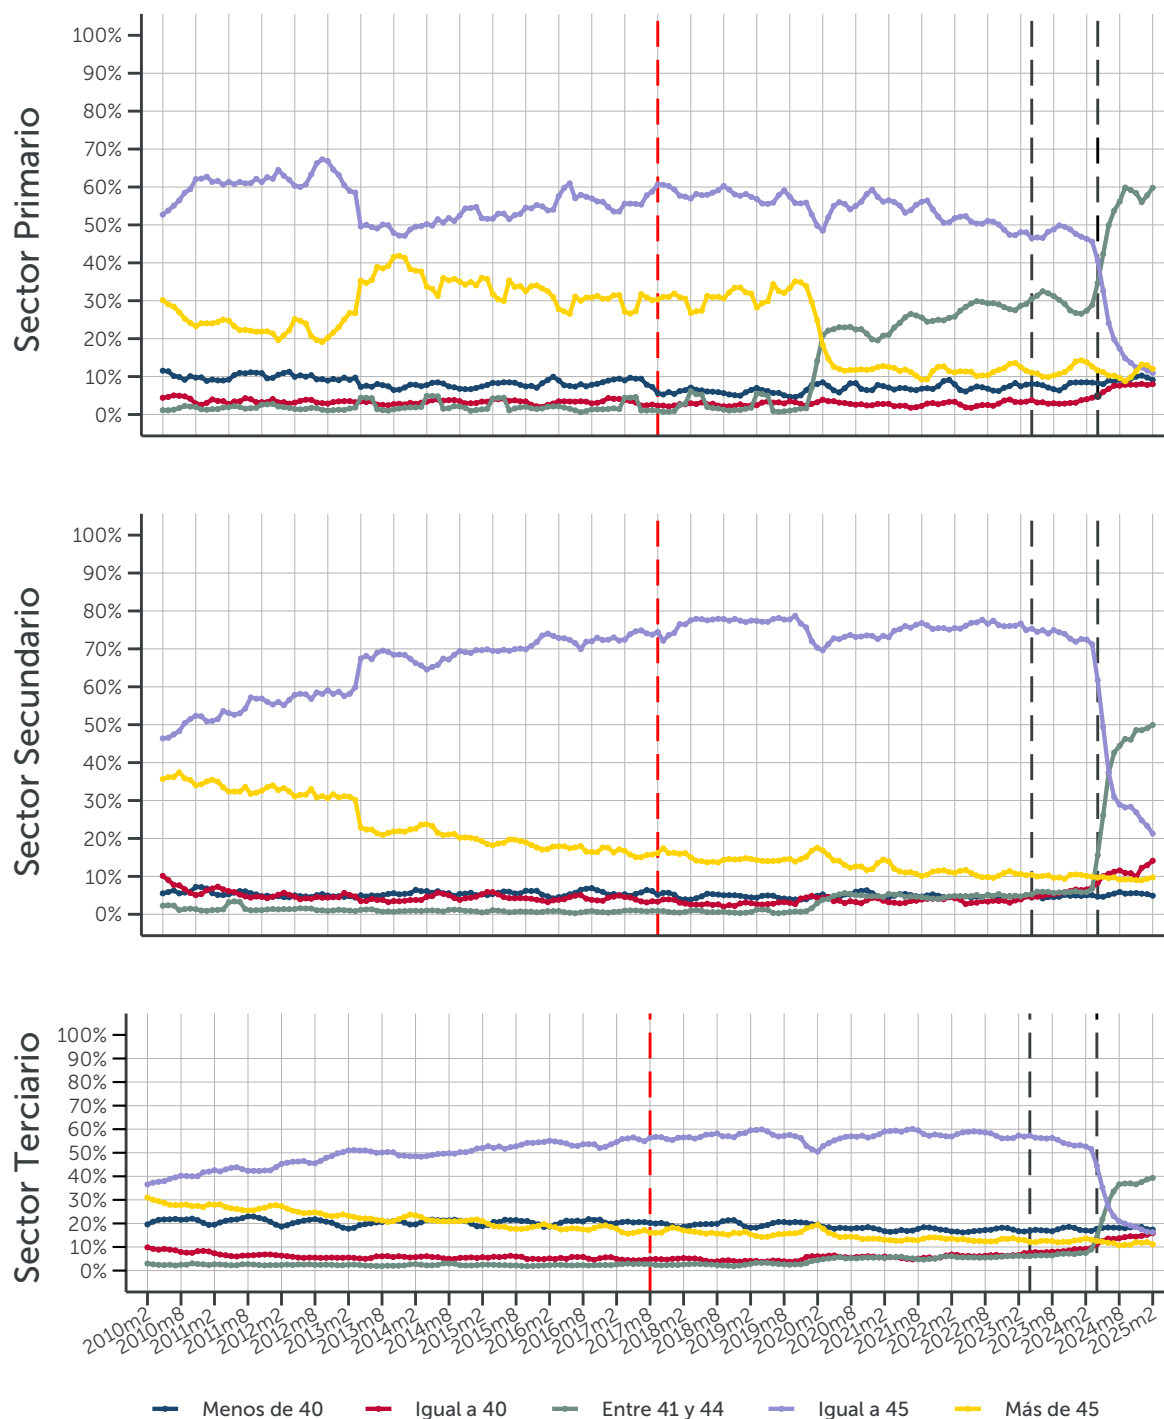 Sector Primario
100%
90%
80%
70%
60%
50%
40%
30%
20%
10%
0%
Sector Secundario
100%
90%
80%
70%
60%
50%
40%
30%
20%
10%
0%
Sector Terciario
100%
90%
80%
70%
60%
50%
40%
30%
20%
10%
0%
2010m2
2010m8
2011m2
2011m8
2012m2
2012m8
2013m2
2013m8
2014m2
2014m8
2015m2
2015m8
2016m2
2016m8
2017m2
2017m8
2018m2
2018m8
2019m2
2019m8
2020m2
2020m8
2021m2
2021m8
2022m2
2022m8
2023m2
2023m8
2024m2
2024m8
2025m2
Menos de 40 Igual a 40 Entre 41 y 44 Igual a 45 Más de 45